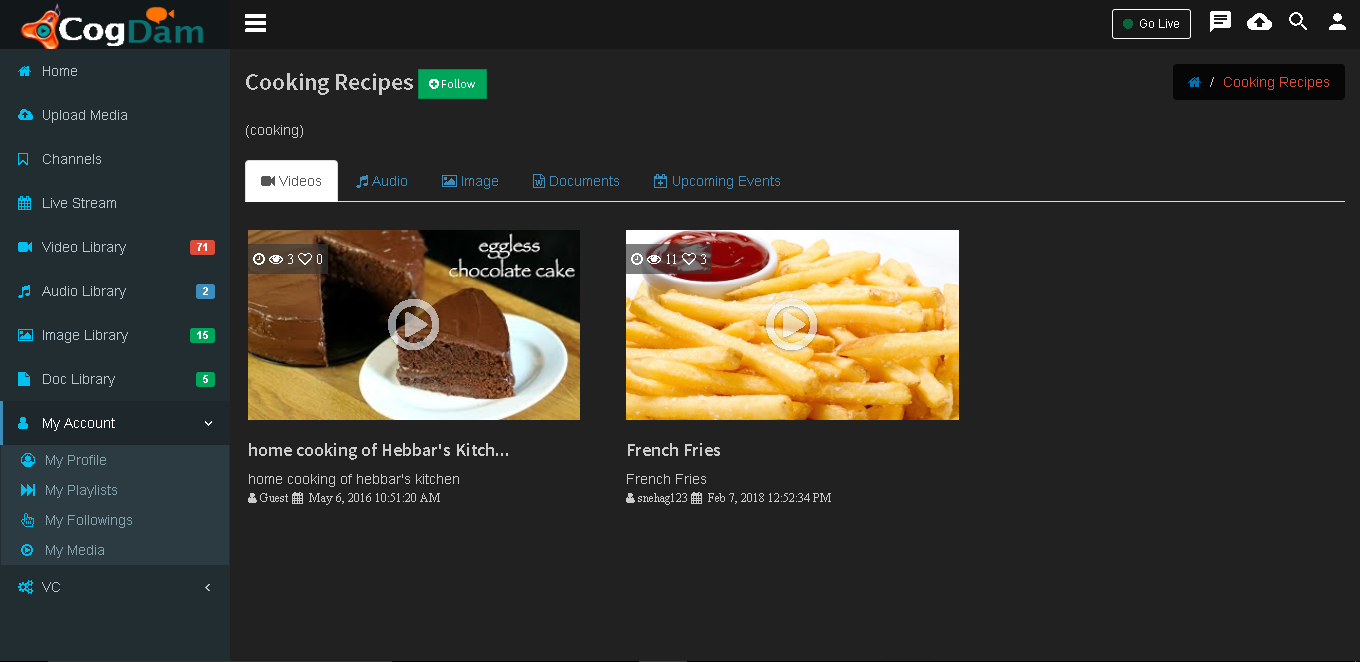 CogDam
Go Live
Home
Upload Media
Channels
Live Stream
Video Library 71
Audio Library 2
Image Library 15
Doc Library 5
My Account
My Profile
My Playlists
My Followings
My Media
VC
Cooking Recipes Follow
/ Cooking Recipes
(cooking)
Videos Audio Image Documents Upcoming Events
3 0
eggless
chocolate cake
home cooking of Hebbar's Kitch...
home cooking of hebbar's kitchen
Guest May 6, 2016 10:51:20 AM
11 3
French Fries
French Fries
snehag123 Feb 7, 2018 12:52:34 PM